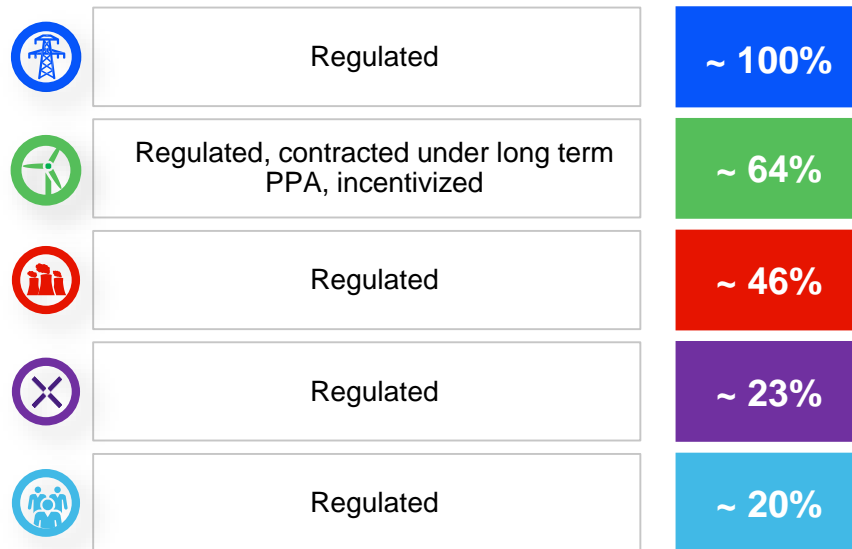 Regulated
~ 100%
Regulated, contracted under long term
PPA, incentivized
~ 64%
Regulated
~ 46%
Regulated
~ 23%
Regulated
~ 20%